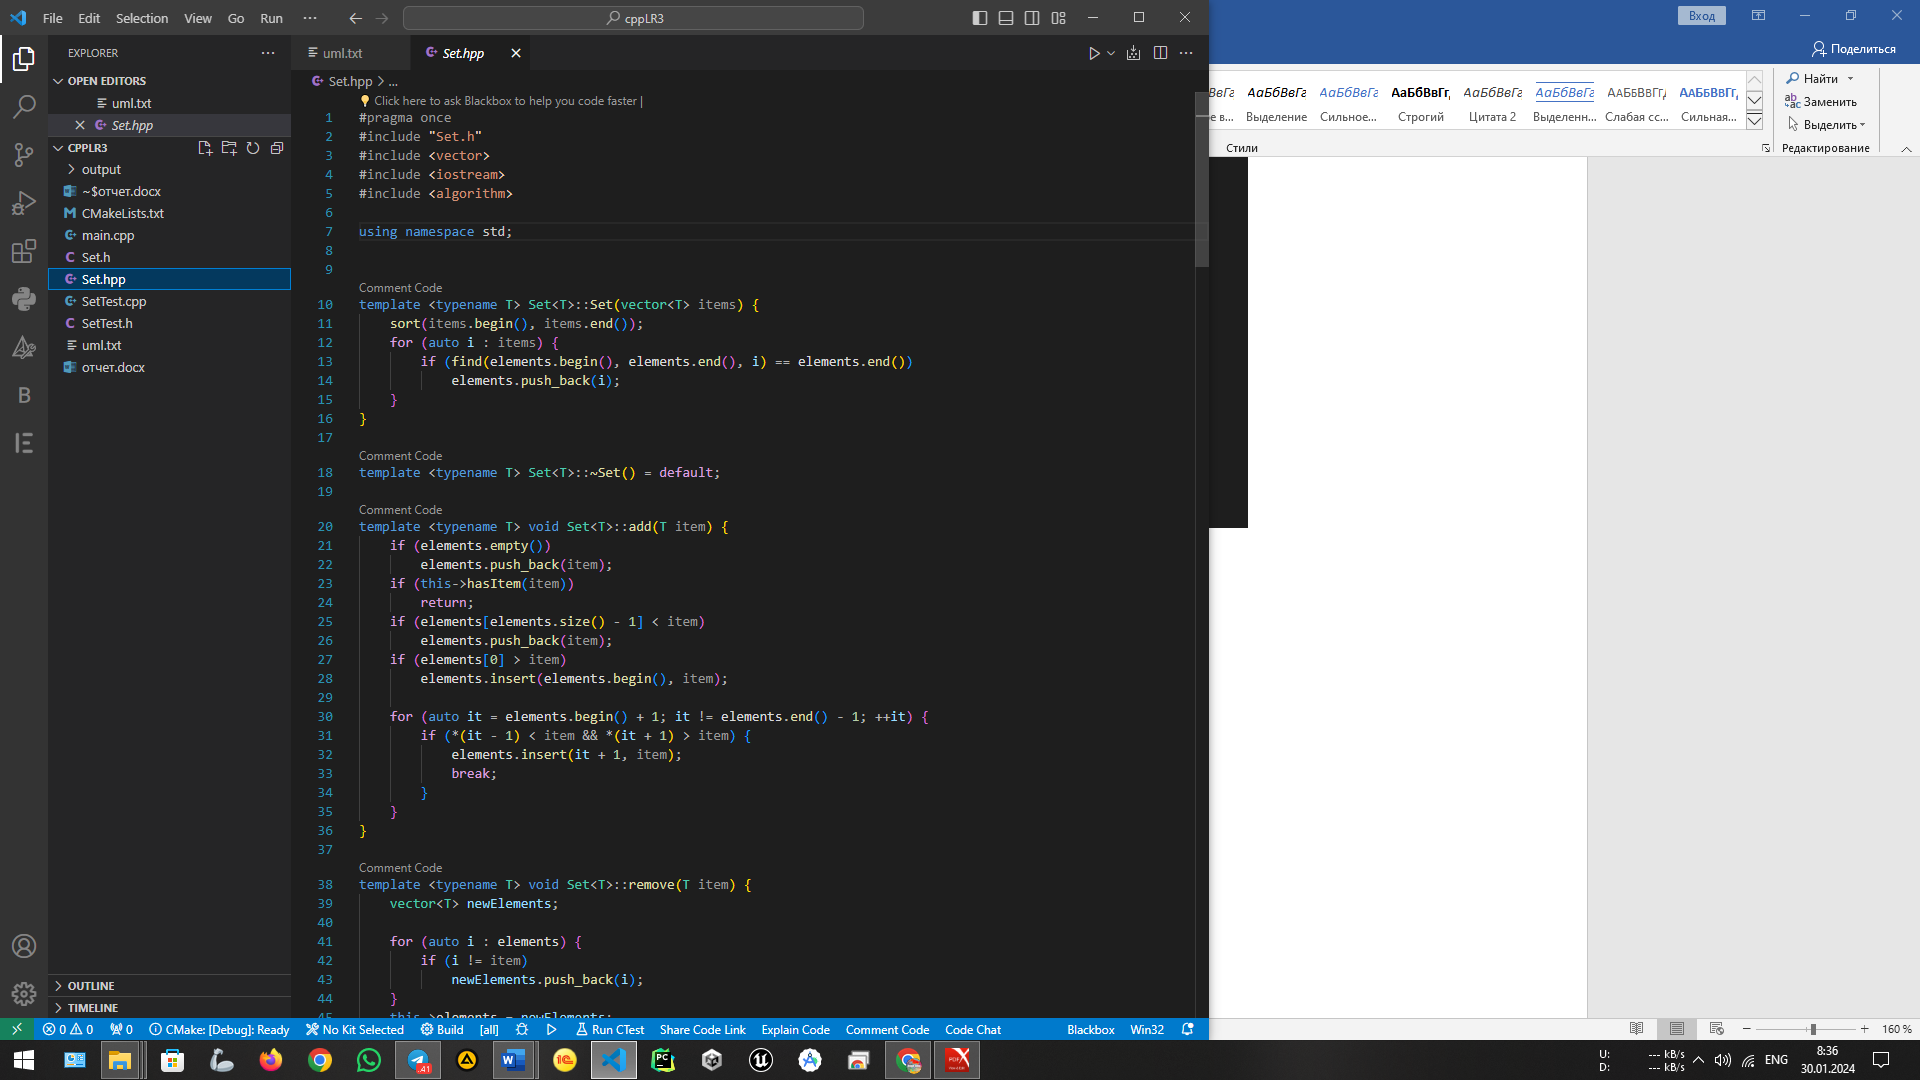 File Edit Selection View Go Run ···
cppLR3
Вход
Поделиться
EXPLORER
OPEN EDITORS
uml.txt
Set.hpp
CPPLR3
output
~$отчет.docx
CMakeLists.txt
main.cpp
Set.h
Set.hpp
SetTest.cpp
SetTest.h
uml.txt
отчет.docx
OUTLINE
TIMELINE
uml.txt
Set.hpp
Set.hpp > ...
Click here to ask Blackbox to help you code faster |
1 #pragma once
2 #include "Set.h"
3 #include <vector>
4 #include <iostream>
5 #include <algorithm>
6
7 using namespace std;
8
9
Comment Code
10 template <typename T> Set<T>::Set(vector<T> items) {
11 sort(items.begin(), items.end());
12 for (auto i : items) {
13 if (find(elements.begin(), elements.end(), i) == elements.end())
14 elements.push_back(i);
15 }
16 }
17
Comment Code
18 template <typename T> Set<T>::~Set() = default;
19
Comment Code
20 template <typename T> void Set<T>::add(T item) {
21 if (elements.empty())
22 elements.push_back(item);
23 if (this->hasItem(item))
24 return;
25 if (elements[elements.size() - 1] < item)
26 elements.push_back(item);
27 if (elements[0] > item)
28 elements.insert(elements.begin(), item);
29
30 for (auto it = elements.begin() + 1; it != elements.end() - 1; ++it) {
31 if (*(it - 1) < item && *(it + 1) > item) {
32 elements.insert(it + 1, item);
33 break;
34 }
35 }
36 }
37
Comment Code
38 template <typename T> void Set<T>::remove(T item) {
39 vector<T> newElements;
40
41 for (auto i : elements) {
42 if (i != item)
43 newElements.push_back(i);
44 }
45 this->elements = newElements;
АаБбВвГг АаБбВвГг АаБбВвГг, АаБбВвГг АаБбВвГг ААБбВвГг, ААБбВвГг,
Выделение Сильное... Строгий Цитата 2 Выделенн... Слабая сс... Сильная...
Стили
Найти
Заменить
Выделить
Редактирование
0 0 0 CMake: [Debug]: Ready No Kit Selected Build [all] Run CTest Share Code Link Explain Code Comment Code Code Chat Blackbox Win32
160 %
U: --- kB/s
D: --- kB/s
ENG
8:36
30.01.2024